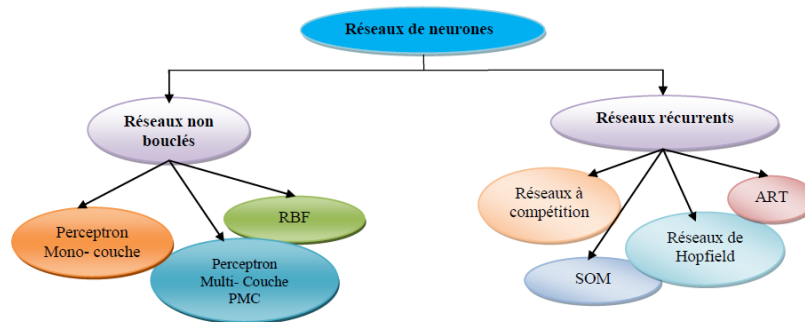 Réseaux de neurones
Réseaux non
bouclés
Réseaux récurrents
Perceptron
Mono- couche
RBF
Perceptron
Multi- Couche
PMC
Réseaux à
compétition
ART
Réseaux de
Hopfield
SOM